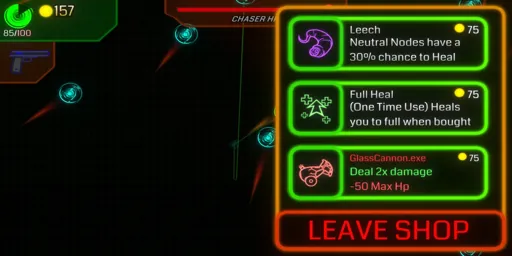 157
85/100
CHASER
Leech
75
Neutral Nodes have a
30% chance to Heal
Full Heal
75
(One Time Use) Heals
you to full when bought
GlassCannon.exe
75
Deal 2x damage
-50 Max Hp
LEAVE SHOP